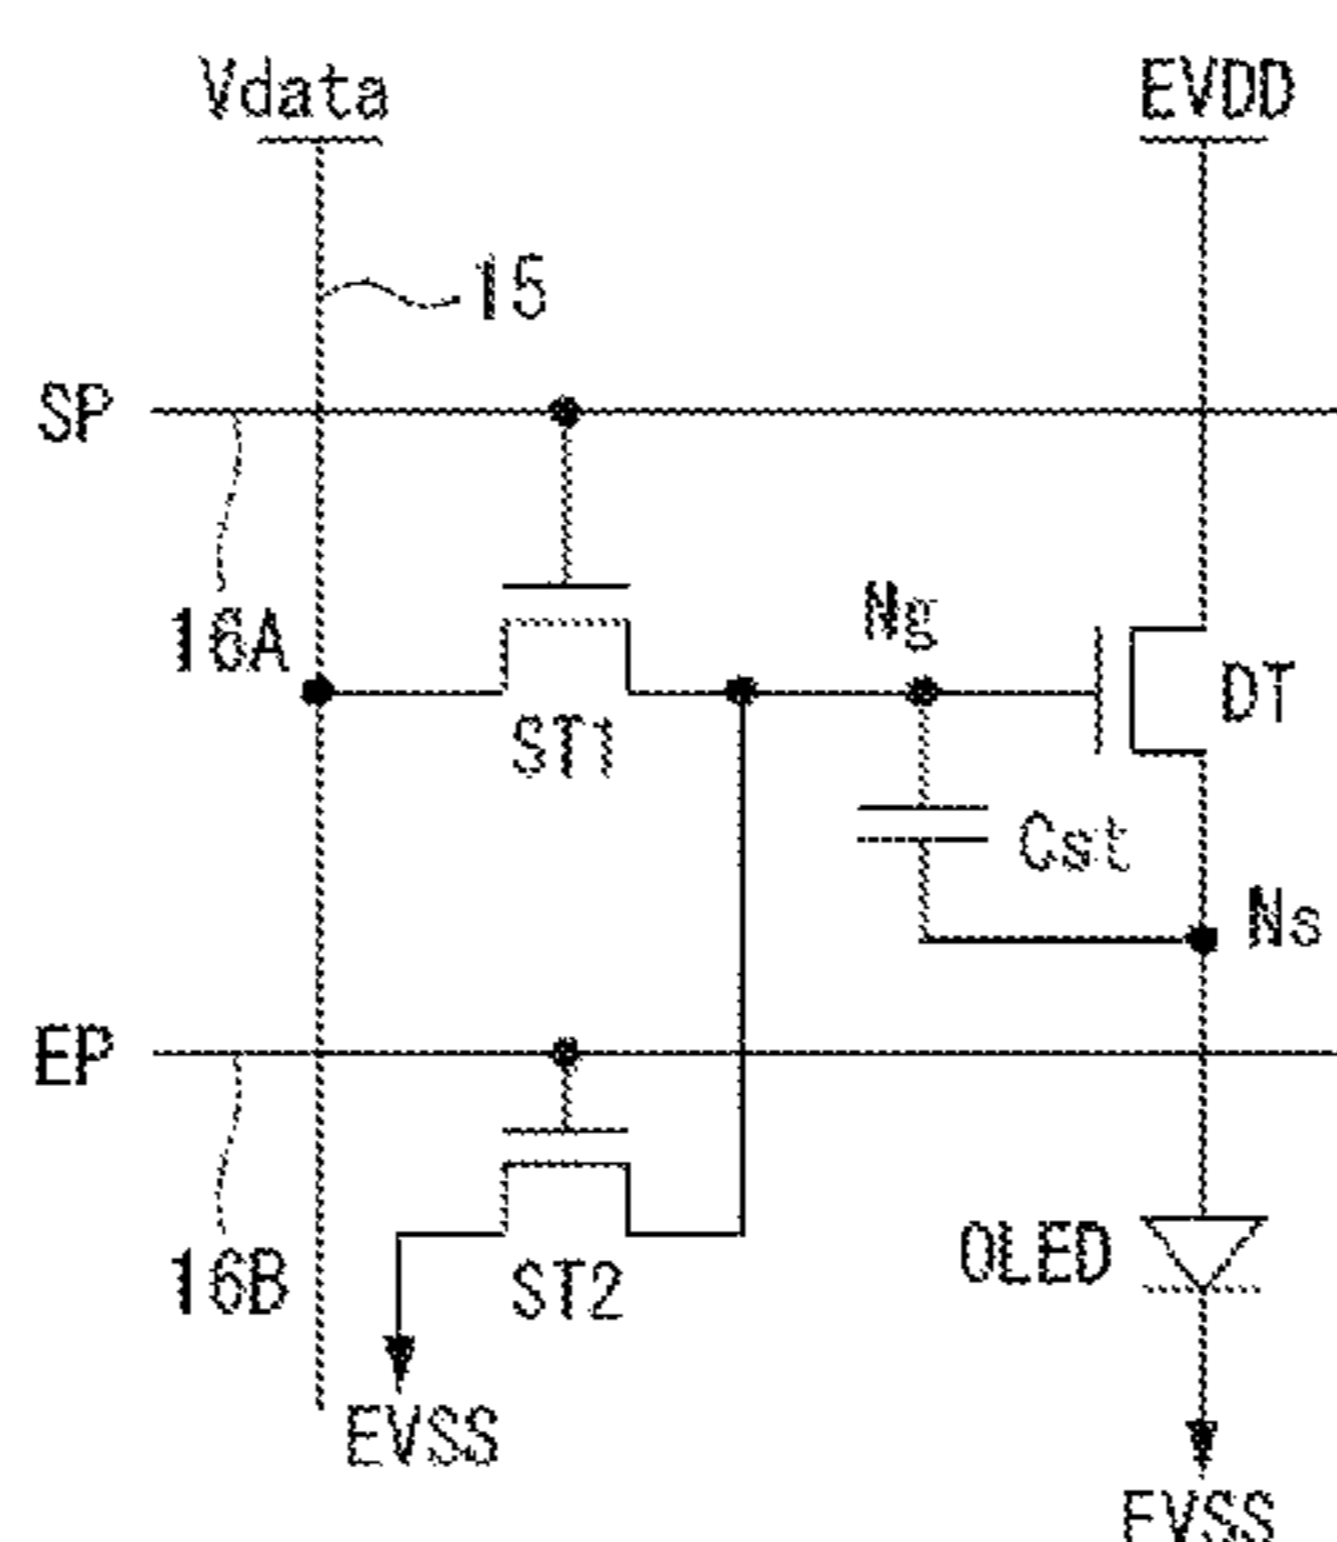 Vdata
EVDD
15
SP
16A
Ng
DT
ST1
Cst
Ns
EP
OLED
16B
ST2
EVSS
EVSS